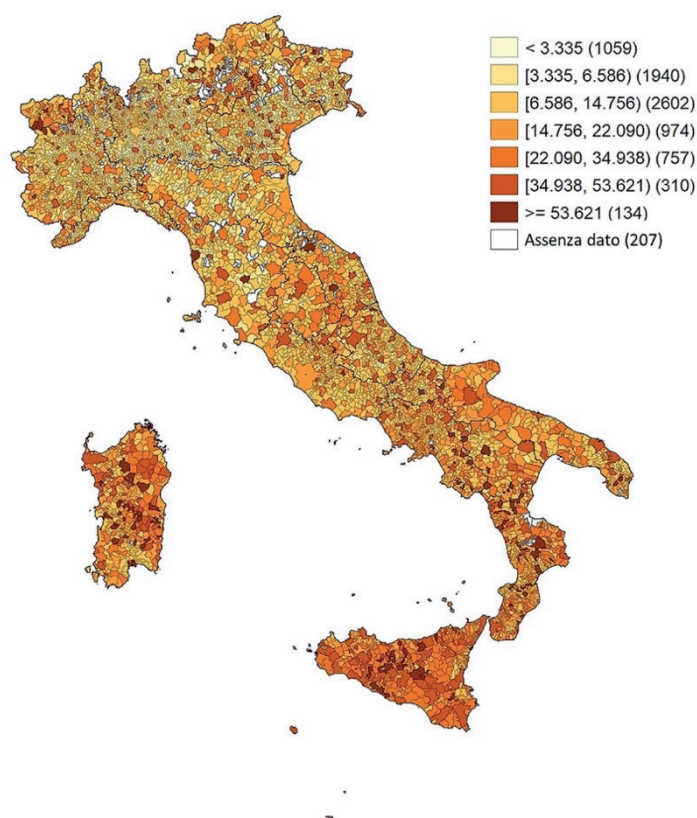 < 3.335 (1059)
[3.335, 6.586) (1940)
[6.586, 14.756) (2602)
[14.756, 22.090) (974)
[22.090, 34.938) (757)
[34.938, 53.621) (310)
>= 53.621 (134)
Assenza dato (207)